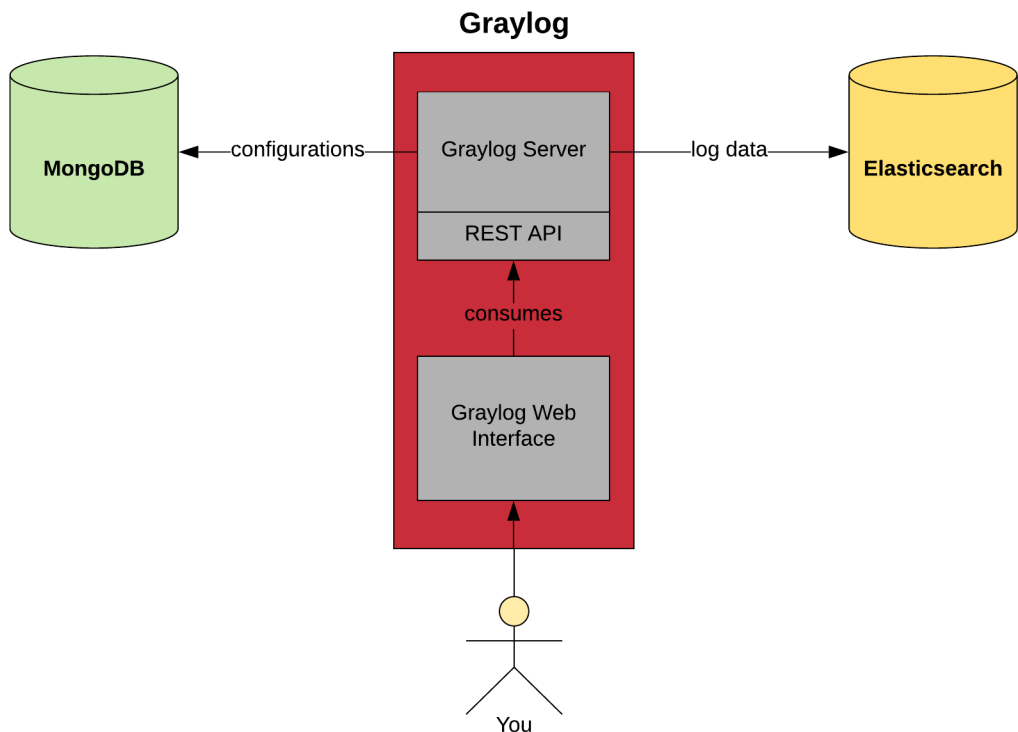 Graylog
MongoDB
configurations
Graylog Server
log data
Elasticsearch
REST API
consumes
Graylog Web
Interface
You